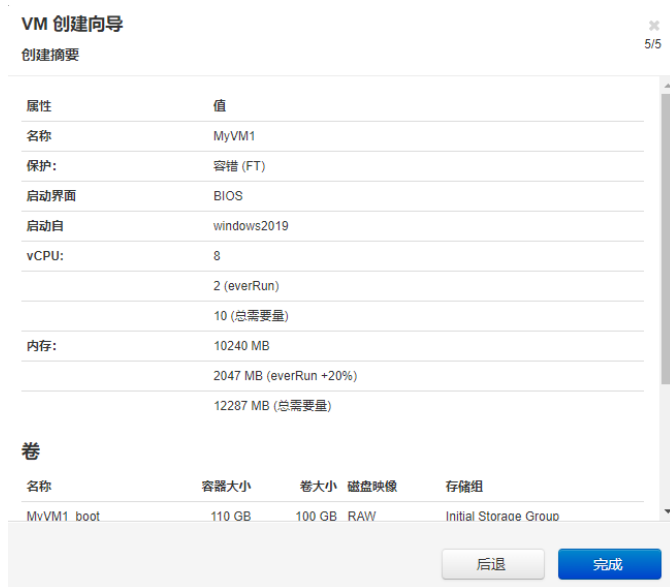 VM 创建向导
创建摘要
5/5
属性 值
名称 MyVM1
保护： 容错 (FT)
启动界面 BIOS
启动自 windows2019
vCPU: 8
2 (everRun)
10 (总需要量)
内存： 10240 MB
2047 MB (everRun +20%)
12287 MB (总需要量)
卷
名称 容器大小 卷大小 磁盘映像 存储组
MyVM1_boot 110 GB 100 GB RAW Initial Storage Group
后退 完成